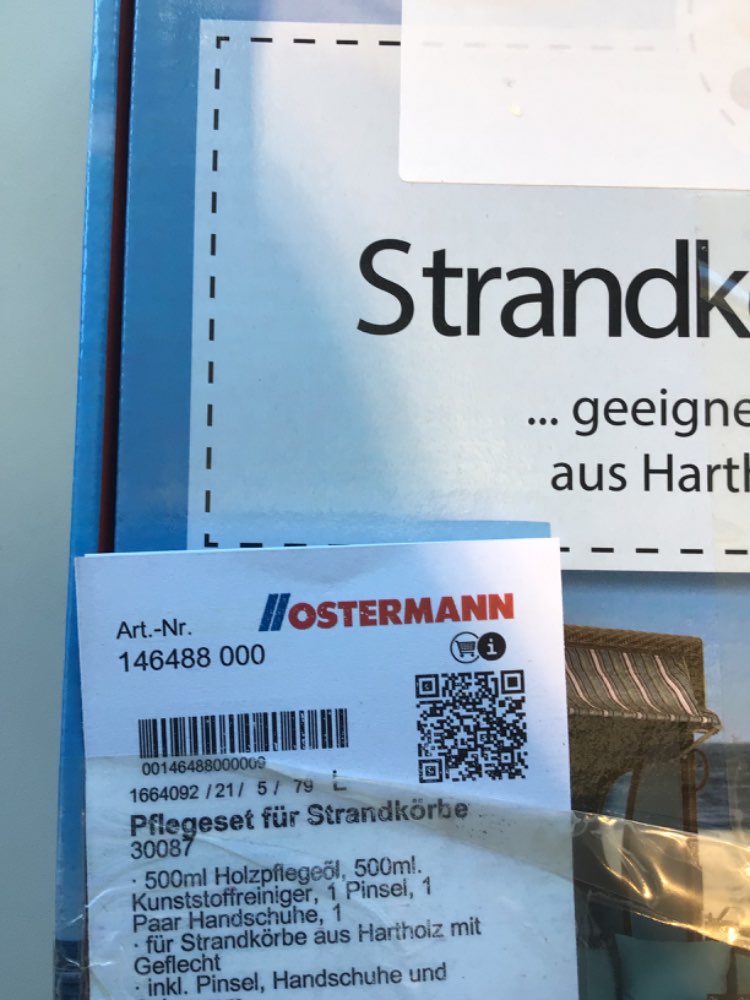 Strandk
... geeigne
aus Harth
OSTERMANN
Art.-Nr.
146488 000
00146488000000
1664092 / 21 / 5 / 79 L
Pflegeset für Strandkörbe
30087
· 500ml Holzpflegeöl, 500ml.
Kunststoffreiniger, 1 Pinsel, 1
Paar Handschuhe, 1
· für Strandkörbe aus Hartholz mit
Geflecht
· inkl. Pinsel, Handschuhe und